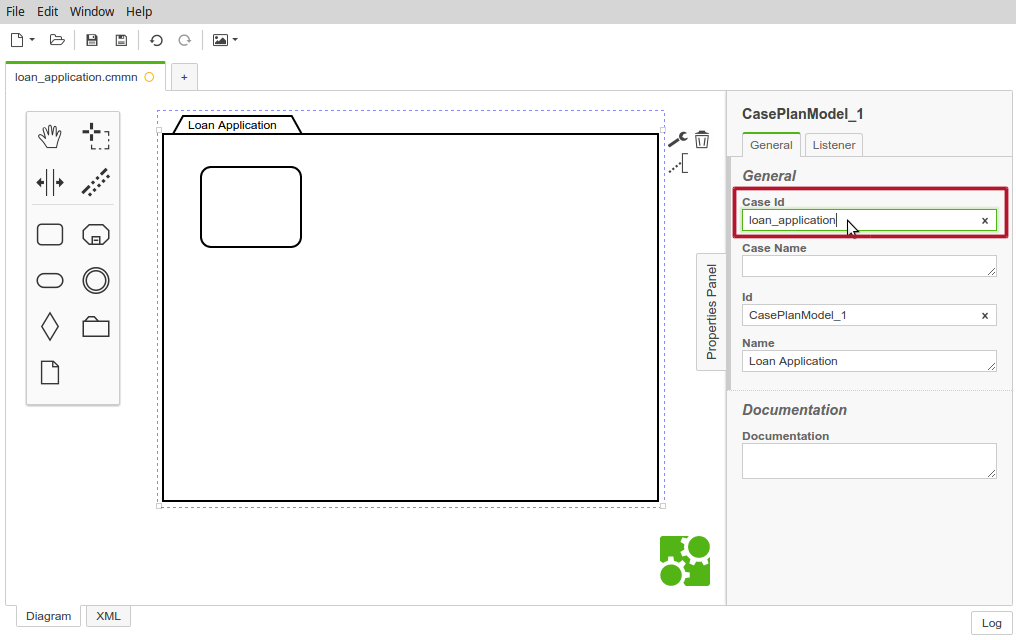 File Edit Window Help
loan_application.cmmn
+
Loan Application
Properties Panel
CasePlanModel_1
General Listener
General
Case Id
loan_application ×
Case Name
Id
CasePlanModel_1 ×
Name
Loan Application
Documentation
Documentation
Diagram XML
Log